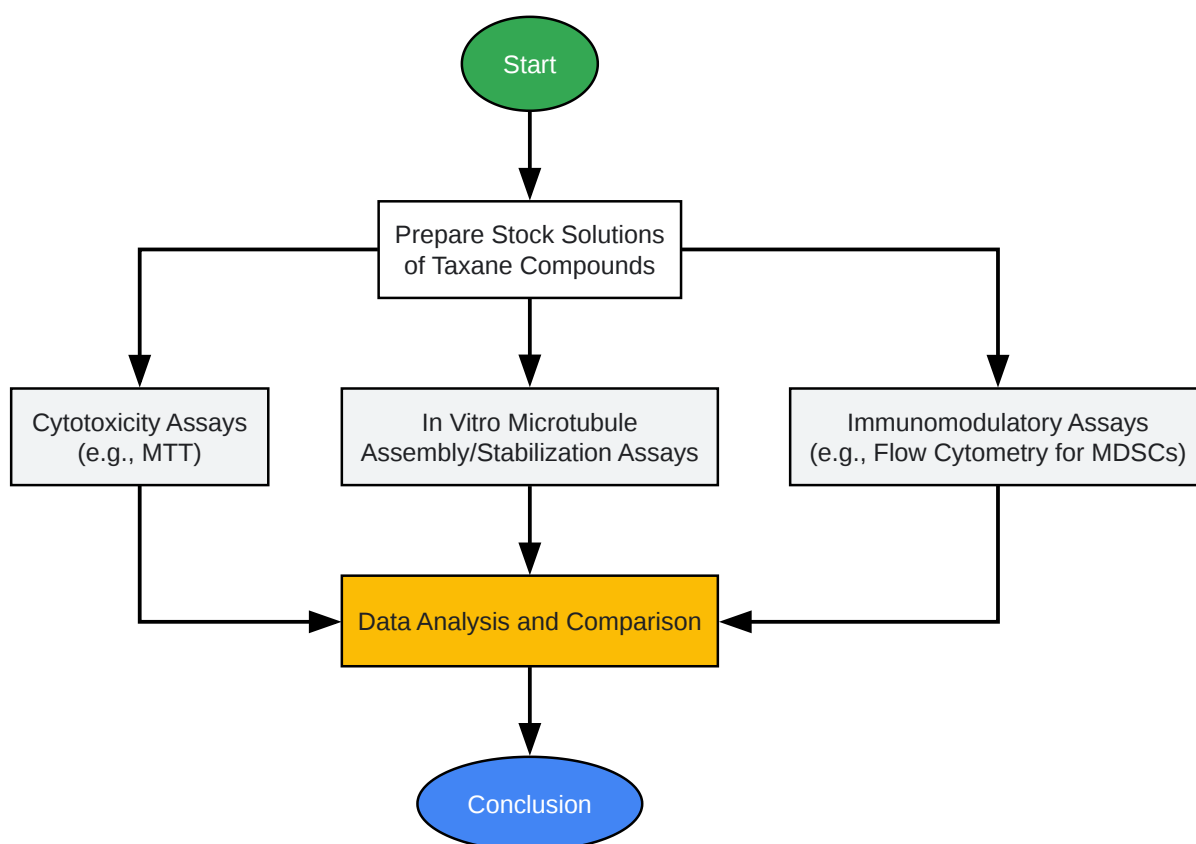 Start
Prepare Stock Solutions
of Taxane Compounds
Cytotoxicity Assays
(e.g., MTT)
In Vitro Microtubule
Assembly/Stabilization Assays
Immunomodulatory Assays
(e.g., Flow Cytometry for MDSCs)
Data Analysis and Comparison
Conclusion